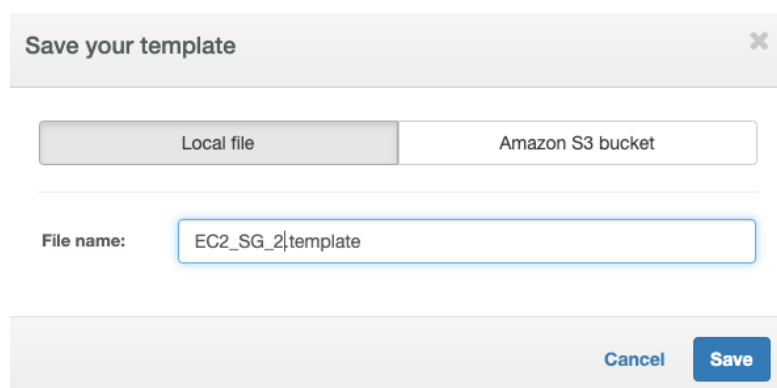 Save your template
Local file Amazon S3 bucket
File name: EC2_SG_2.template
Cancel Save